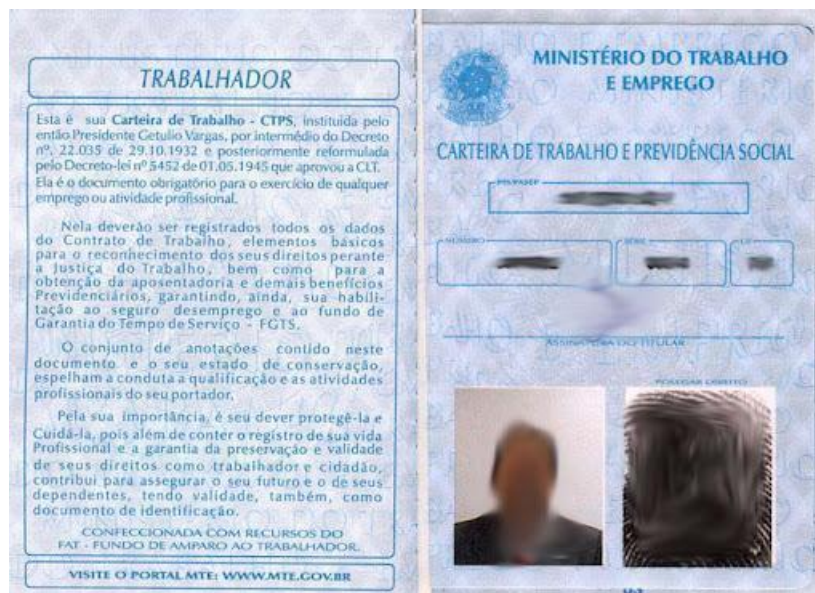 TRABALHADOR
Esta é sua Carteira de Trabalho - CTPS, instituida pelo
então Presidente Getulio Vargas, por intermédio do Decreto
nº. 22.035 de 29.10.1932 e posteriormente reformulada
pelo Decreto-lei nº 5452 de 01.05.1945 que aprovou a CLT.
Ela é o documento obrigatório para o exercício de qualquer
emprego ou atividade profissional.
Nela deverão ser registrados todos os dados
do Contrato de Trabalho, elementos básicos
para o reconhecimento dos seus direitos perante
a Justiça do Trabalho, bem como para a
obtenção da aposentadoria e demais benefícios
Previdenciários, garantindo, ainda, sua habili-
tação ao seguro desemprego e ao fundo de
Garantia do Tempo de Serviço - FGTS.
O conjunto de anotações contido neste
documento e o seu estado de conservação,
espelham a conduta a qualificação e as atividades
profissionais do seu portador.
Pela sua importância, é seu dever protegê-la e
Cuidá-la, pois além de conter o registro de sua vida
Profissional e a garantia da preservação e validade
de seus direitos como trabalhador e cidadão,
contribui para assegurar o seu futuro e o de seus
dependentes, tendo validade, também, como
documento de identificação.
CONFECCIONADA COM RECURSOS DO
FAT - FUNDO DE AMPARO AO TRABALHADOR.
VISITE O PORTAL MTE: WWW.MTE.GOV.BR
MINISTÉRIO DO TRABALHO
E EMPREGO
CARTEIRA DE TRABALHO E PREVIDÊNCIA SOCIAL
PIS/PASEP
NÚMERO SÉRIE UF
ASSINATURA DO TITULAR
POLEGAR DIREITO